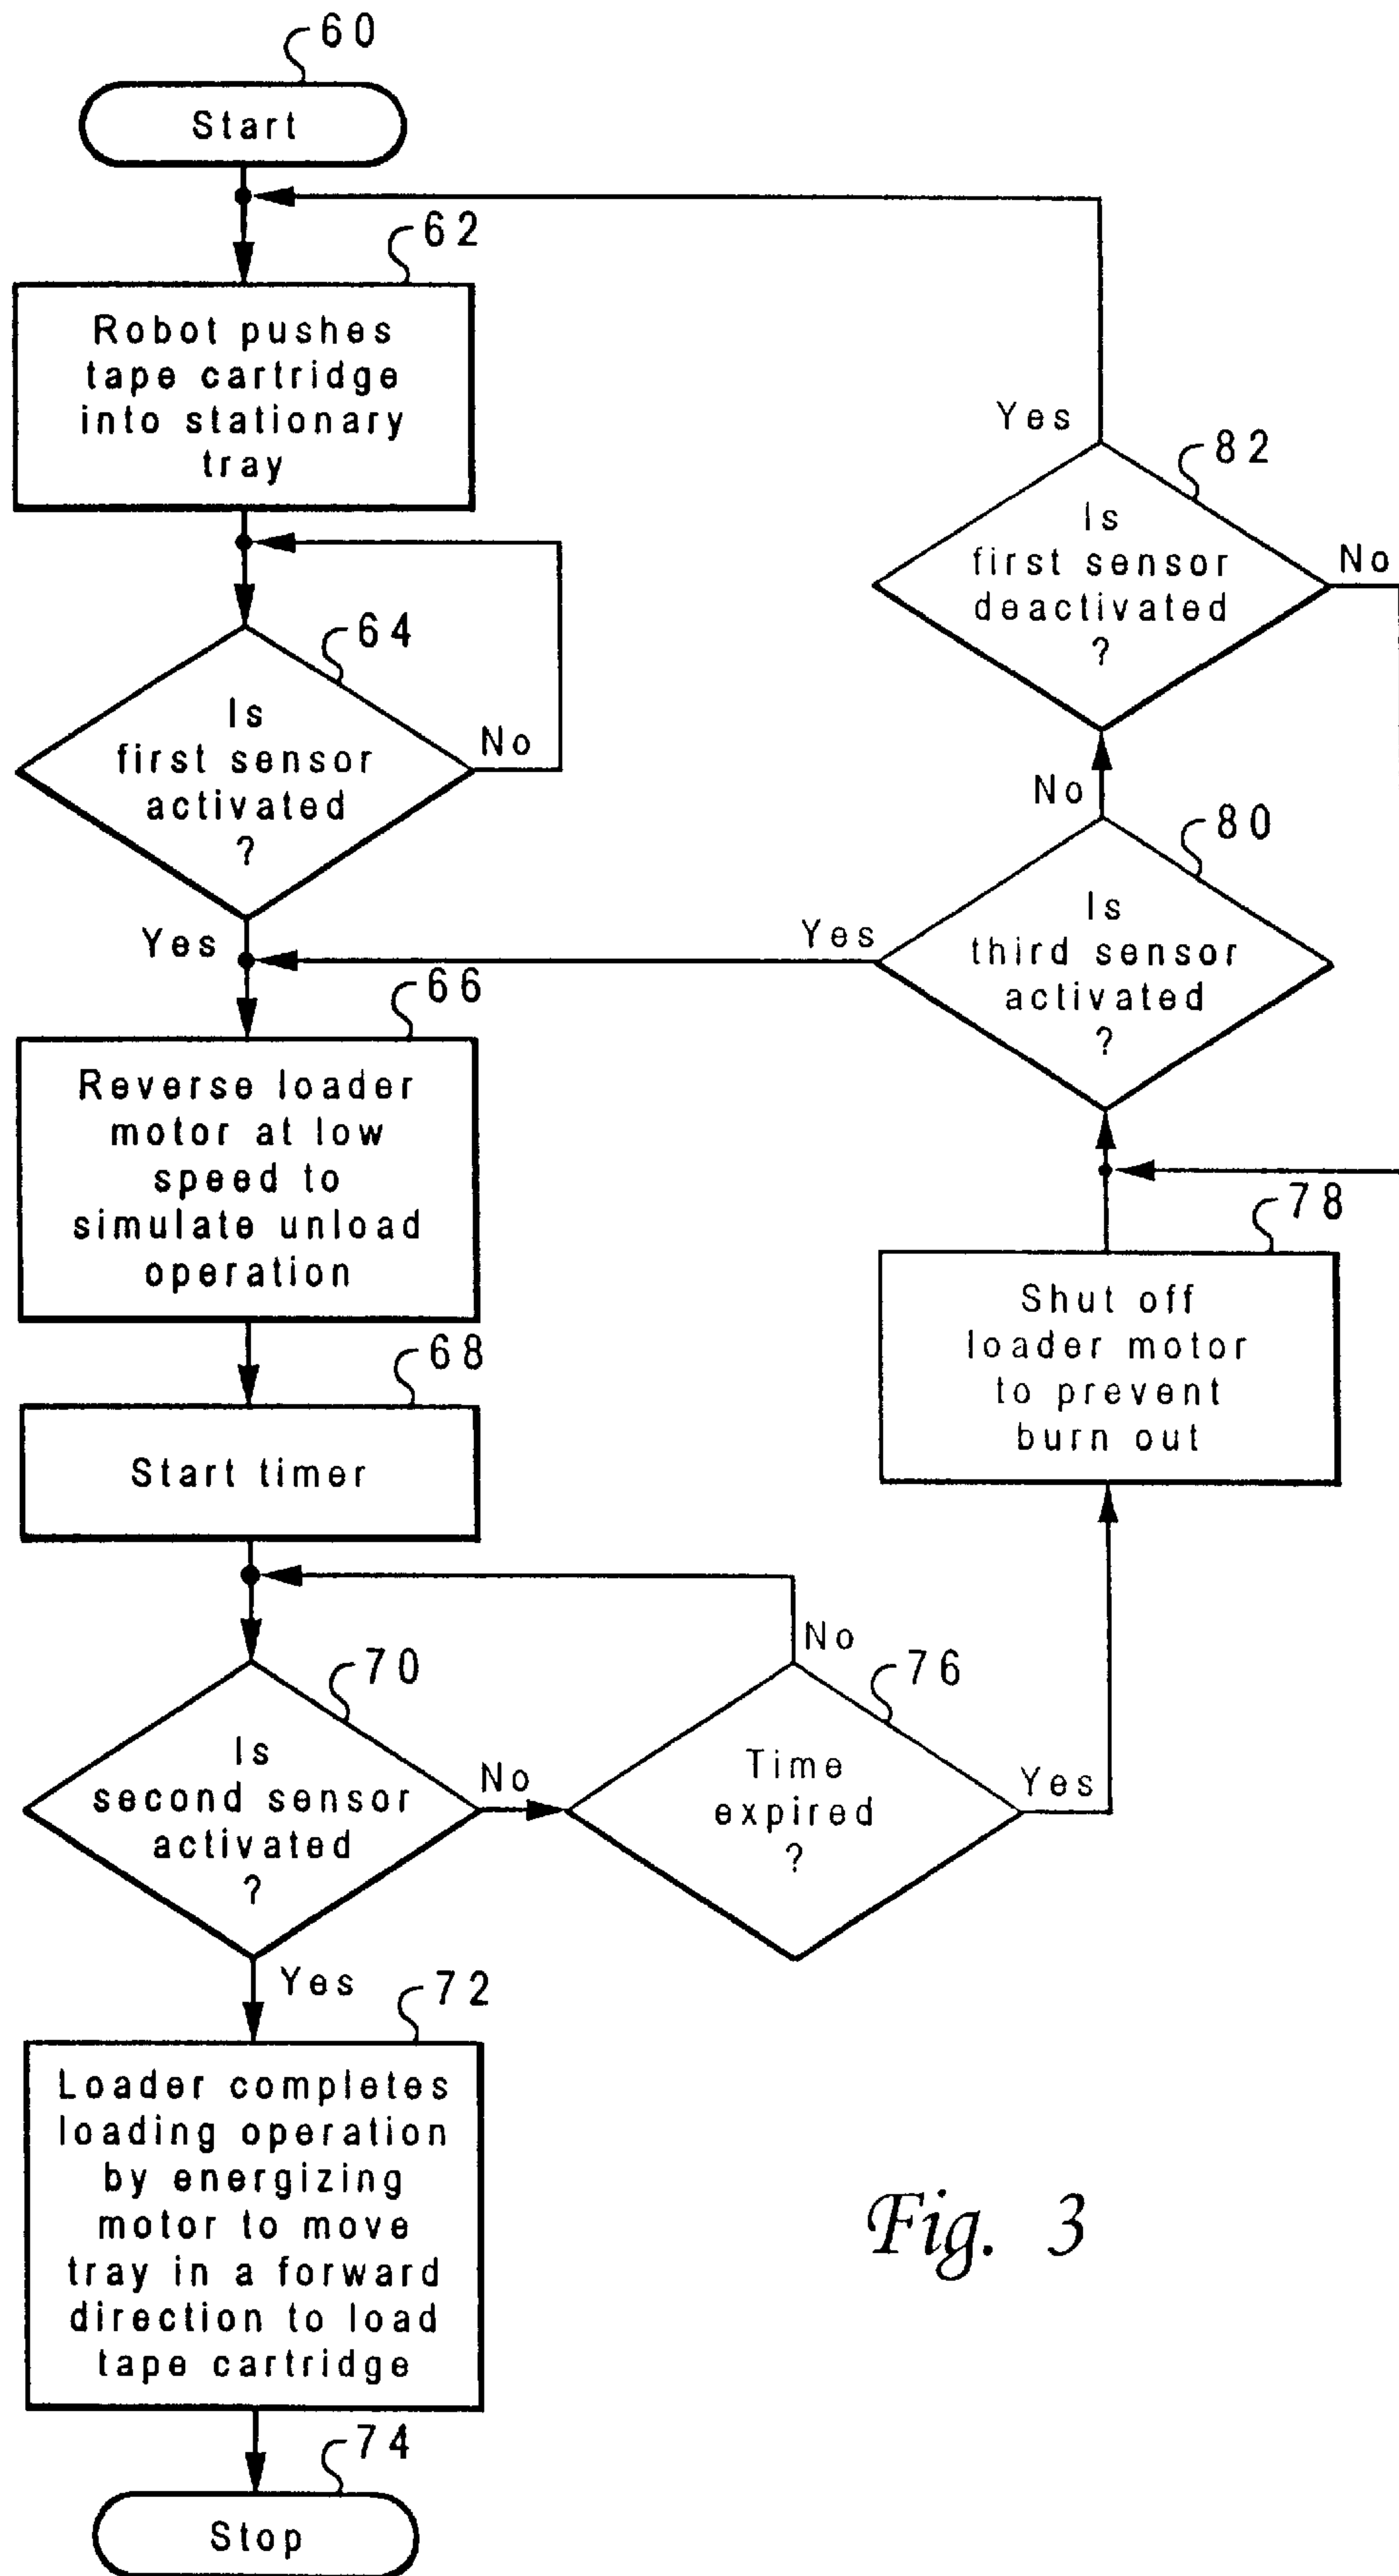 60
Start
62
Robot pushes
tape cartridge
into stationary
tray
64
Is
first sensor
activated
?
No
Yes
66
Reverse loader
motor at low
speed to
simulate unload
operation
68
Start timer
70
Is
second sensor
activated
?
No
Yes
76
Time
expired
?
No
Yes
78
Shut off
loader motor
to prevent
burn out
80
Is
third sensor
activated
?
Yes
No
82
Is
first sensor
deactivated
?
Yes
No
72
Loader completes
loading operation
by energizing
motor to move
tray in a forward
direction to load
tape cartridge
74
Stop
Fig. 3